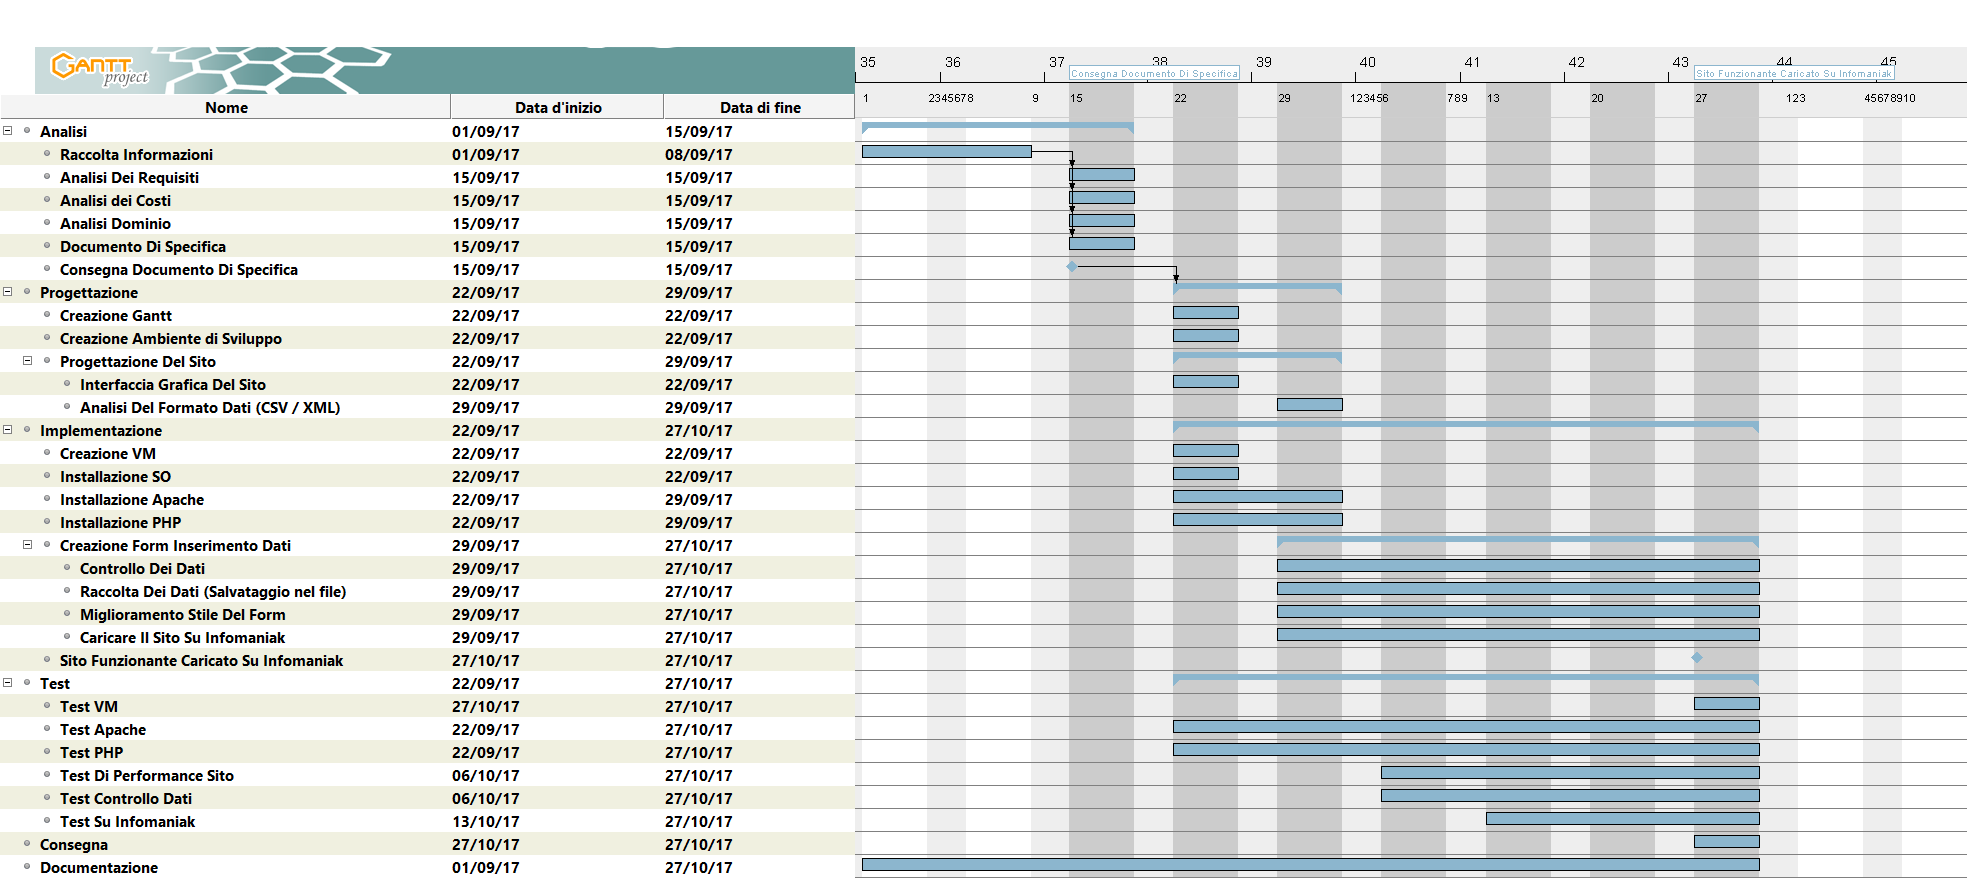 GANTT
project
35 36 37 38 39 40 41 42 43 44 45
Consegna Documento Di Specifica Sito Funzionante Caricato Su Infomaniak
Nome Data d'inizio Data di fine 1 2345678 9 15 22 29 123456 789 13 20 27 123 45678910
Analisi 01/09/17 15/09/17
Raccolta Informazioni 01/09/17 08/09/17
Analisi Dei Requisiti 15/09/17 15/09/17
Analisi dei Costi 15/09/17 15/09/17
Analisi Dominio 15/09/17 15/09/17
Documento Di Specifica 15/09/17 15/09/17
Consegna Documento Di Specifica 15/09/17 15/09/17
Progettazione 22/09/17 29/09/17
Creazione Gantt 22/09/17 22/09/17
Creazione Ambiente di Sviluppo 22/09/17 22/09/17
Progettazione Del Sito 22/09/17 29/09/17
Interfaccia Grafica Del Sito 22/09/17 22/09/17
Analisi Del Formato Dati (CSV / XML) 29/09/17 29/09/17
Implementazione 22/09/17 27/10/17
Creazione VM 22/09/17 22/09/17
Installazione SO 22/09/17 22/09/17
Installazione Apache 22/09/17 29/09/17
Installazione PHP 22/09/17 29/09/17
Creazione Form Inserimento Dati 29/09/17 27/10/17
Controllo Dei Dati 29/09/17 27/10/17
Raccolta Dei Dati (Salvataggio nel file) 29/09/17 27/10/17
Miglioramento Stile Del Form 29/09/17 27/10/17
Caricare Il Sito Su Infomaniak 29/09/17 27/10/17
Sito Funzionante Caricato Su Infomaniak 27/10/17 27/10/17
Test 22/09/17 27/10/17
Test VM 27/10/17 27/10/17
Test Apache 22/09/17 27/10/17
Test PHP 22/09/17 27/10/17
Test Di Performance Sito 06/10/17 27/10/17
Test Controllo Dati 06/10/17 27/10/17
Test Su Infomaniak 13/10/17 27/10/17
Consegna 27/10/17 27/10/17
Documentazione 01/09/17 27/10/17